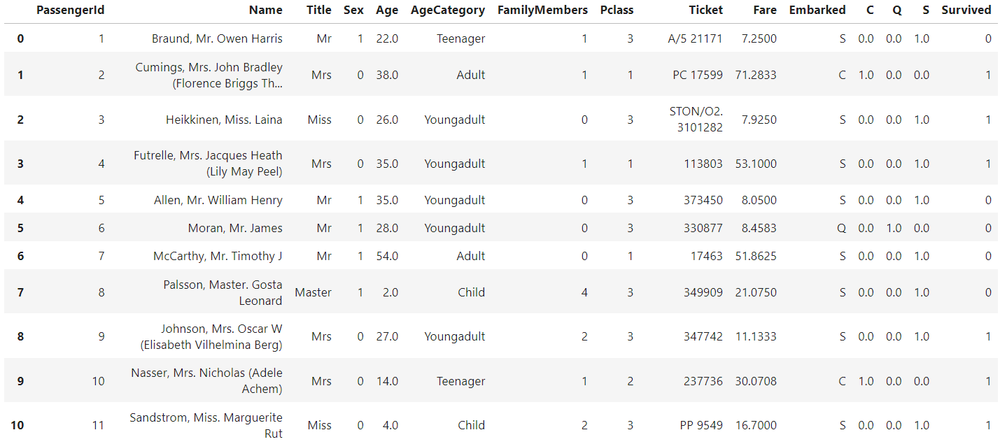 PassengerId Name Title Sex Age AgeCategory FamilyMembers Pclass Ticket Fare Embarked C Q S Survived
0 1 Braund, Mr. Owen Harris Mr 1 22.0 Teenager 1 3 A/5 21171 7.2500 S 0.0 0.0 1.0 0
Cumings, Mrs. John Bradley
1 2 (Florence Briggs Th... Mrs 0 38.0 Adult 1 1 PC 17599 71.2833 C 1.0 0.0 0.0 1
STON/O2.
2 3 Heikkinen, Miss. Laina Miss 0 26.0 Youngadult 0 3 3101282 7.9250 S 0.0 0.0 1.0 1
Futrelle, Mrs. Jacques Heath
3 4 (Lily May Peel) Mrs 0 35.0 Youngadult 1 1 113803 53.1000 S 0.0 0.0 1.0 1
4 5 Allen, Mr. William Henry Mr 1 35.0 Youngadult 0 3 373450 8.0500 S 0.0 0.0 1.0 0
5 6 Moran, Mr. James Mr 1 28.0 Youngadult 0 3 330877 8.4583 Q 0.0 1.0 0.0 0
6 7 McCarthy, Mr. Timothy J Mr 1 54.0 Adult 0 1 17463 51.8625 S 0.0 0.0 1.0 0
Palsson, Master. Gosta
7 8 Leonard Master 1 2.0 Child 4 3 349909 21.0750 S 0.0 0.0 1.0 0
Johnson, Mrs. Oscar W
8 9 (Elisabeth Vilhelmina Berg) Mrs 0 27.0 Youngadult 2 3 347742 11.1333 S 0.0 0.0 1.0 1
Nasser, Mrs. Nicholas (Adele
9 10 Achem) Mrs 0 14.0 Teenager 1 2 237736 30.0708 C 1.0 0.0 0.0 1
Sandstrom, Miss. Marguerite
10 11 Rut Miss 0 4.0 Child 2 3 PP 9549 16.7000 S 0.0 0.0 1.0 1